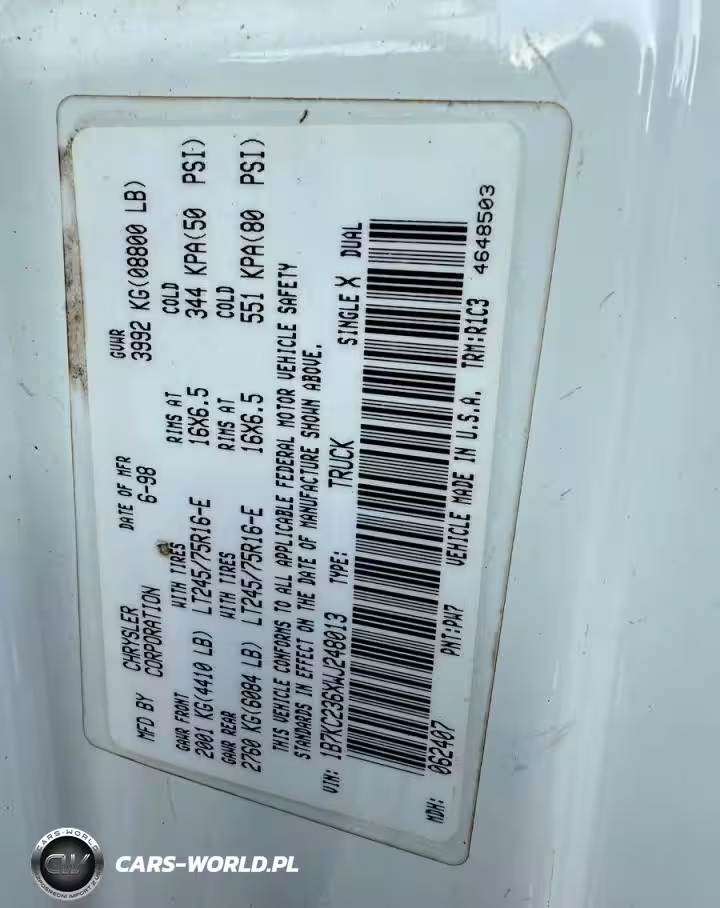 MFD BY CHRYSLER CORPORATION DATE OF MFR 6-98 GVWR 3992 KG(08800 LB)
GAWR FRONT WITH TIRES RIMS AT COLD
2001 KG(4410 LB) LT245/75R16-E 16X6.5 344 KPA(50 PSI)
GAWR REAR WITH TIRES RIMS AT COLD
2760 KG(6084 LB) LT245/75R16-E 16X6.5 551 KPA(80 PSI)
THIS VEHICLE CONFORMS TO ALL APPLICABLE FEDERAL MOTOR VEHICLE SAFETY
STANDARDS IN EFFECT ON THE DATE OF MANUFACTURE SHOWN ABOVE.
VIN: 1B7KC236XWJ248013 TYPE: TRUCK SINGLE X DUAL
MDH: 062407 PNT:PW7 VEHICLE MADE IN U.S.A. TRM:R1C3 4648503
CARS-WORLD
CW
CARS-WORLD.PL